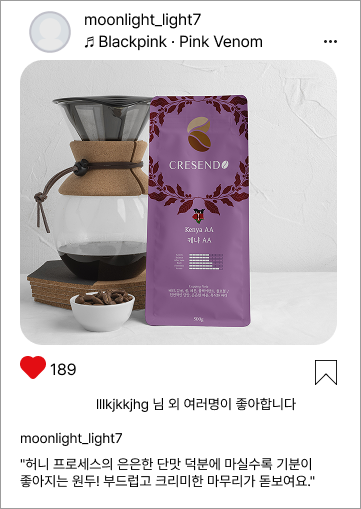 moonlight_light7
♬ Blackpink · Pink Venom
CRESENDO
Kenya AA
케냐 AA
189
lllkjkkjhg 님 외 여러명이 좋아합니다
moonlight_light7
"허니 프로세스의 은은한 단맛 덕분에 마실수록 기분이
좋아지는 원두! 부드럽고 크리미한 마무리가 돋보여요."